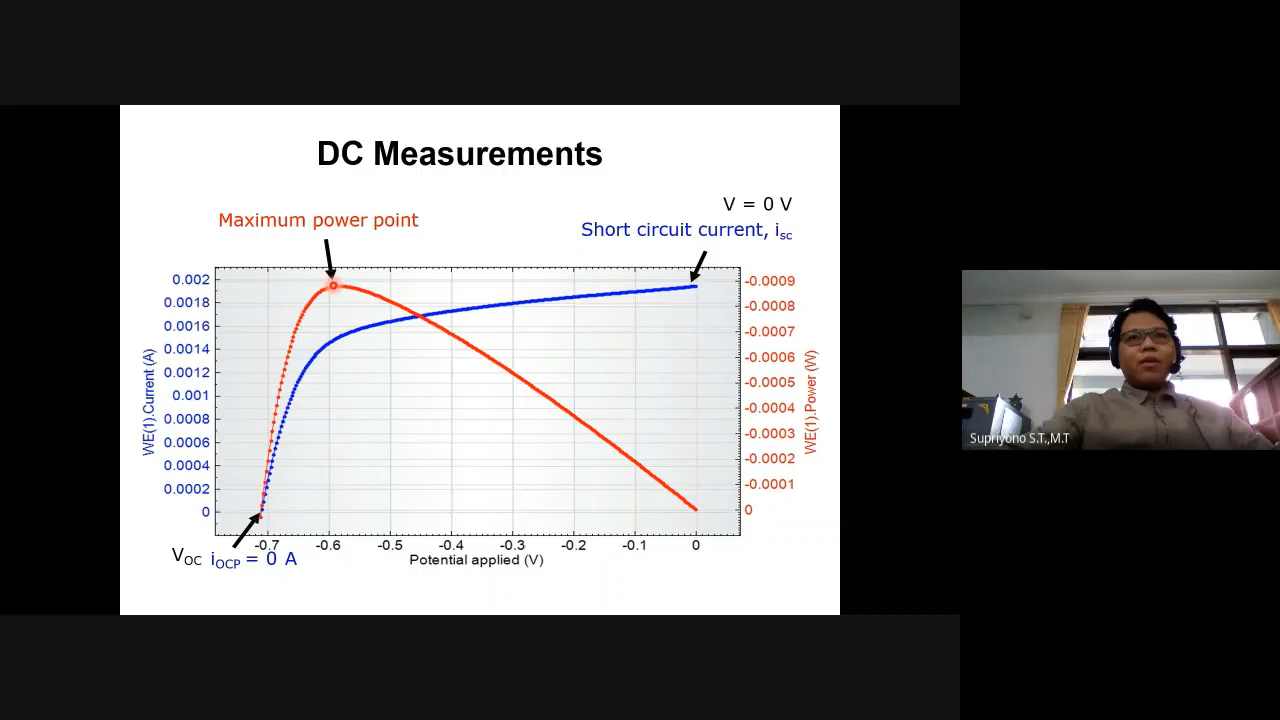 DC Measurements
V = 0 V
Maximum power point
Short circuit current, isc
0.002
0.0018
0.0016
0.0014
0.0012
0.001
0.0008
0.0006
0.0004
0.0002
0
WE(1).Current (A)
-0.0009
-0.0008
-0.0007
-0.0006
-0.0005
-0.0004
-0.0003
-0.0002
-0.0001
0
WE(1).Power (W)
-0.7 -0.6 -0.5 -0.4 -0.3 -0.2 -0.1 0
VOC iOCP = 0 A
Potential applied (V)
Supriyono S.T.,M.T